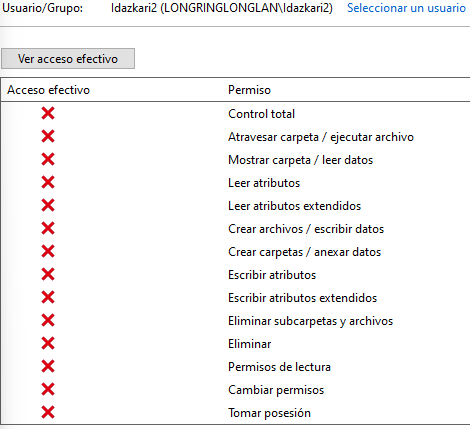 Usuario/Grupo: Idazkari2 (LONGRINGLONGLAN\Idazkari2) Seleccionar un usuario
Ver acceso efectivo
Acceso efectivo Permiso
Control total
Atravesar carpeta / ejecutar archivo
Mostrar carpeta / leer datos
Leer atributos
Leer atributos extendidos
Crear archivos / escribir datos
Crear carpetas / anexar datos
Escribir atributos
Escribir atributos extendidos
Eliminar subcarpetas y archivos
Eliminar
Permisos de lectura
Cambiar permisos
Tomar posesión